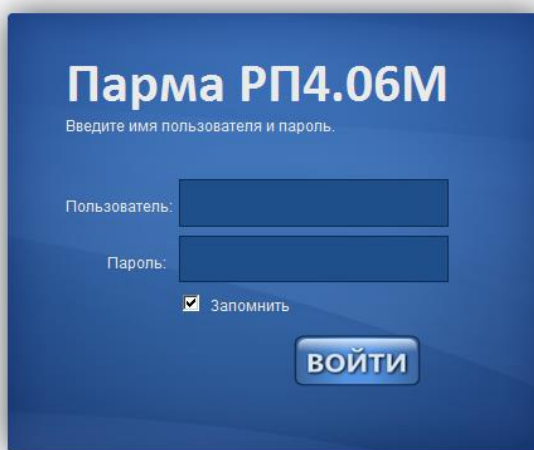 Парма РП4.06М
Введите имя пользователя и пароль.
Пользователь:
Пароль:
Запомнить
ВОЙТИ